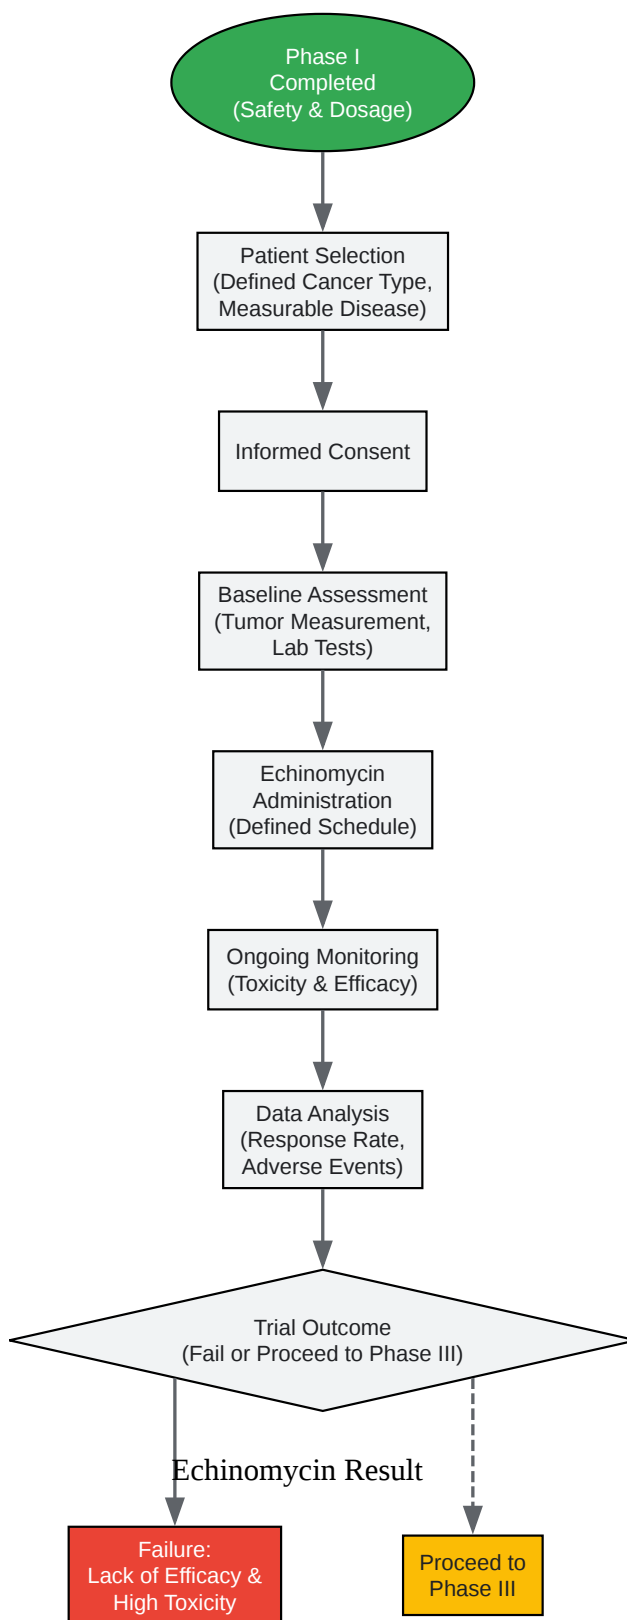 Phase I
Completed
(Safety & Dosage)
Patient Selection
(Defined Cancer Type,
Measurable Disease)
Informed Consent
Baseline Assessment
(Tumor Measurement,
Lab Tests)
Echinomycin
Administration
(Defined Schedule)
Ongoing Monitoring
(Toxicity & Efficacy)
Data Analysis
(Response Rate,
Adverse Events)
Trial Outcome
(Fail or Proceed to Phase III)
Echinomycin Result
Failure:
Lack of Efficacy &
High Toxicity
Proceed to
Phase III